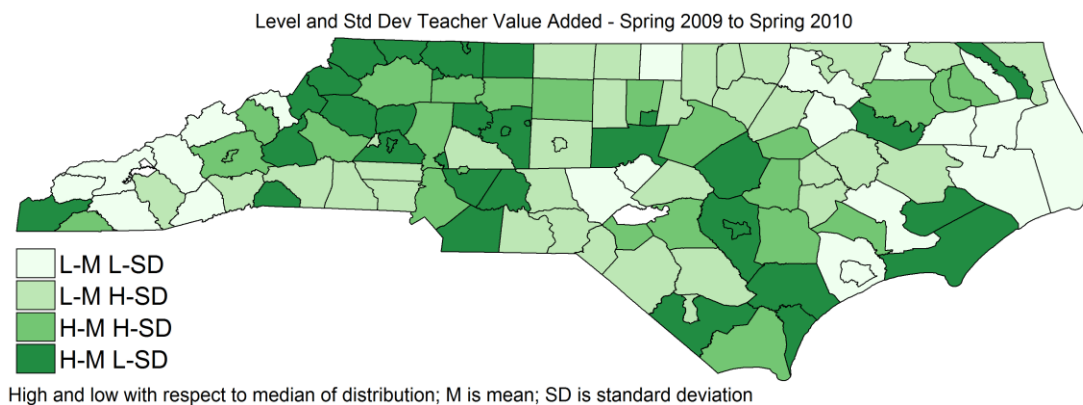 Level and Std Dev Teacher Value Added - Spring 2009 to Spring 2010
L-M L-SD
L-M H-SD
H-M H-SD
H-M L-SD
High and low with respect to median of distribution; M is mean; SD is standard deviation